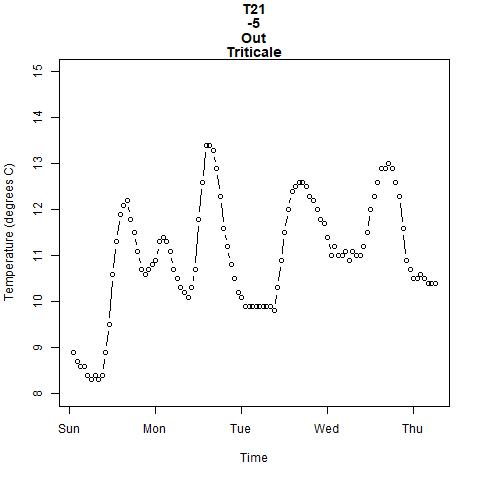 T21
-5
Out
Triticale
15
14
13
12
11
10
9
8
Temperature (degrees C)
Sun Mon Tue Wed Thu
Time